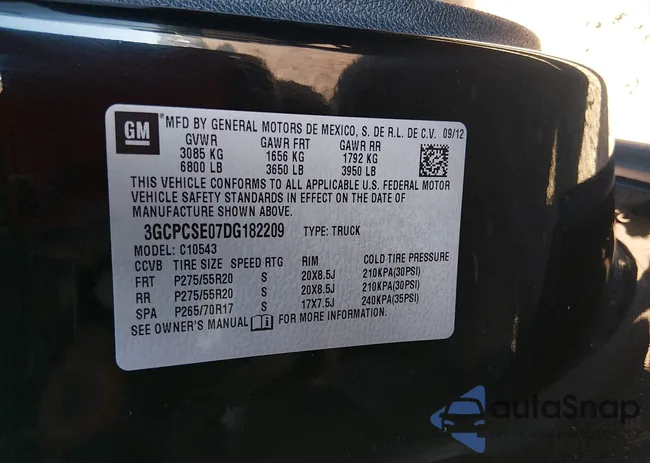 GM
MFD BY GENERAL MOTORS DE MEXICO, S. DE R.L. DE C.V. 09/12
GVWR GAWR FRT GAWR RR
3085 KG 1656 KG 1792 KG
6800 LB 3650 LB 3950 LB
THIS VEHICLE CONFORMS TO ALL APPLICABLE U.S. FEDERAL MOTOR
VEHICLE SAFETY STANDARDS IN EFFECT ON THE DATE OF
MANUFACTURE SHOWN ABOVE.
3GCPCSE07DG182209 TYPE: TRUCK
MODEL: C10543
CCVB TIRE SIZE SPEED RTG RIM COLD TIRE PRESSURE
FRT P275/55R20 S 20X8.5J 210KPA(30PSI)
RR P275/55R20 S 20X8.5J 210KPA(30PSI)
SPA P265/70R17 S 17X7.5J 240KPA(35PSI)
SEE OWNER'S MANUAL i FOR MORE INFORMATION.
autaSnap